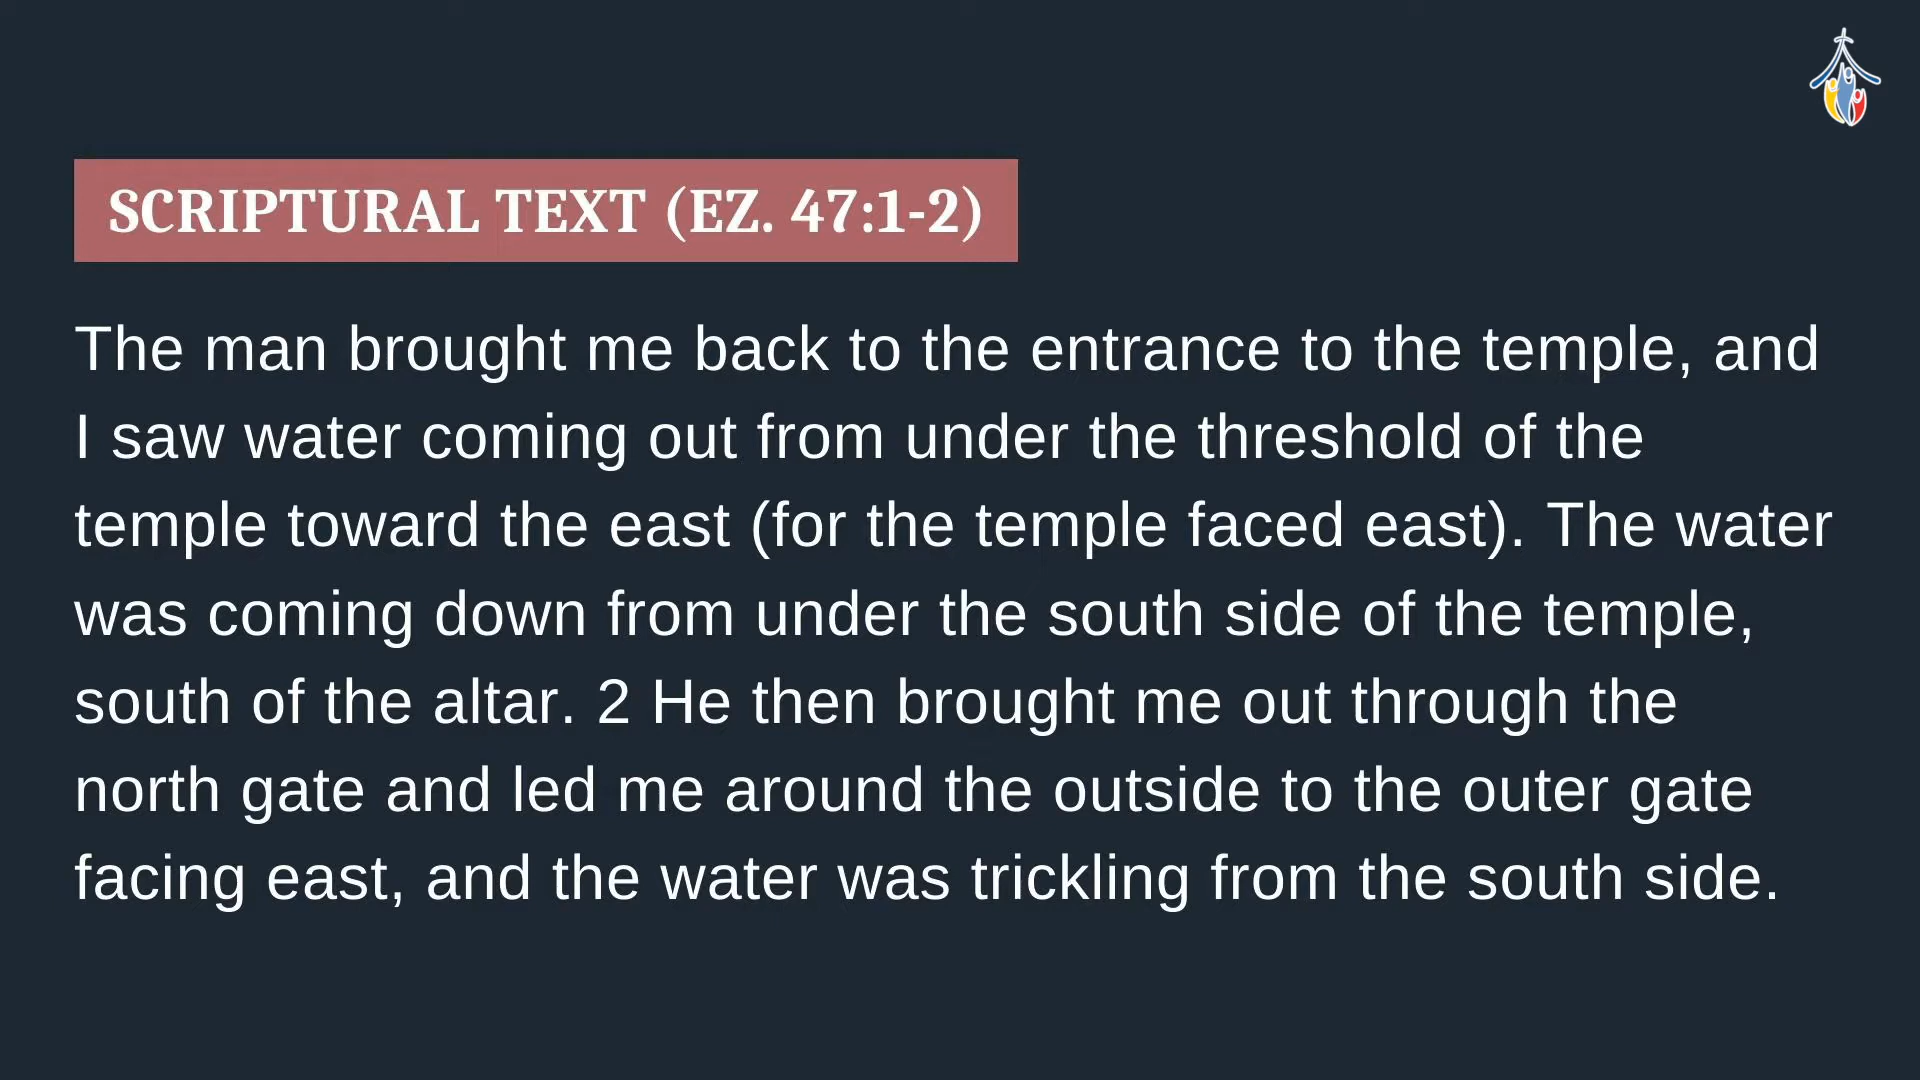 SCRIPTURAL TEXT (EZ. 47:1-2)
The man brought me back to the entrance to the temple, and
I saw water coming out from under the threshold of the
temple toward the east (for the temple faced east). The water
was coming down from under the south side of the temple,
south of the altar. 2 He then brought me out through the
north gate and led me around the outside to the outer gate
facing east, and the water was trickling from the south side.